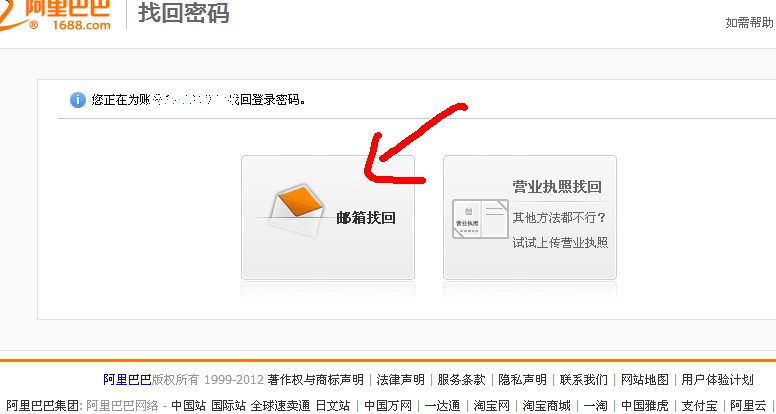 阿里巴巴
® 1688.com
找回密码
如需帮助
您正在为账 找回登录密码。
邮箱找回
营业执照找回
营业执照
其他方法都不行？
试试上传营业执照
阿里巴巴版权所有 1999-2012 著作权与商标声明 | 法律声明 | 服务条款 | 隐私声明 | 联系我们 | 网站地图 | 用户体验计划
阿里巴巴集团: 阿里巴巴网络 - 中国站 国际站 全球速卖通 日文站 | 中国万网 | 一达通 | 淘宝网 | 淘宝商城 | 一淘 | 中国雅虎 | 支付宝 | 阿里云